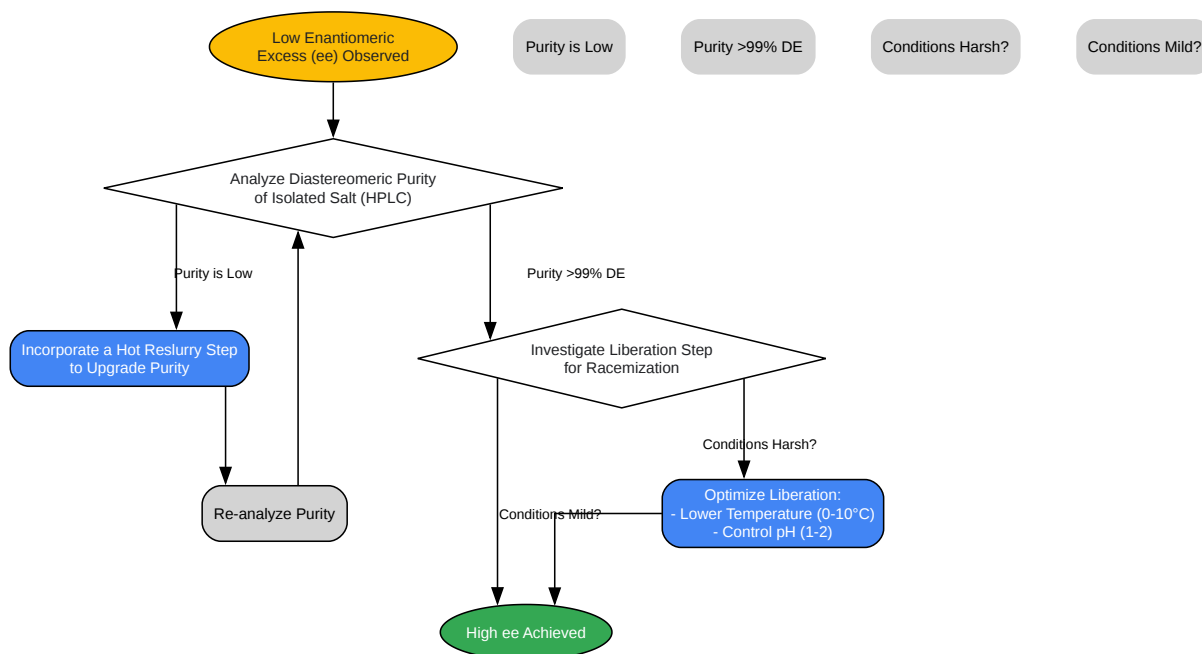 Low Enantiomeric
Excess (ee) Observed
Purity is Low
Purity >99% DE
Conditions Harsh?
Conditions Mild?
Analyze Diastereomeric Purity
of Isolated Salt (HPLC)
Purity is Low
Purity >99% DE
Incorporate a Hot Reslurry Step
to Upgrade Purity
Investigate Liberation Step
for Racemization
Conditions Harsh?
Re-analyze Purity
Conditions Mild?
Optimize Liberation:
- Lower Temperature (0-10°C)
- Control pH (1-2)
High ee Achieved